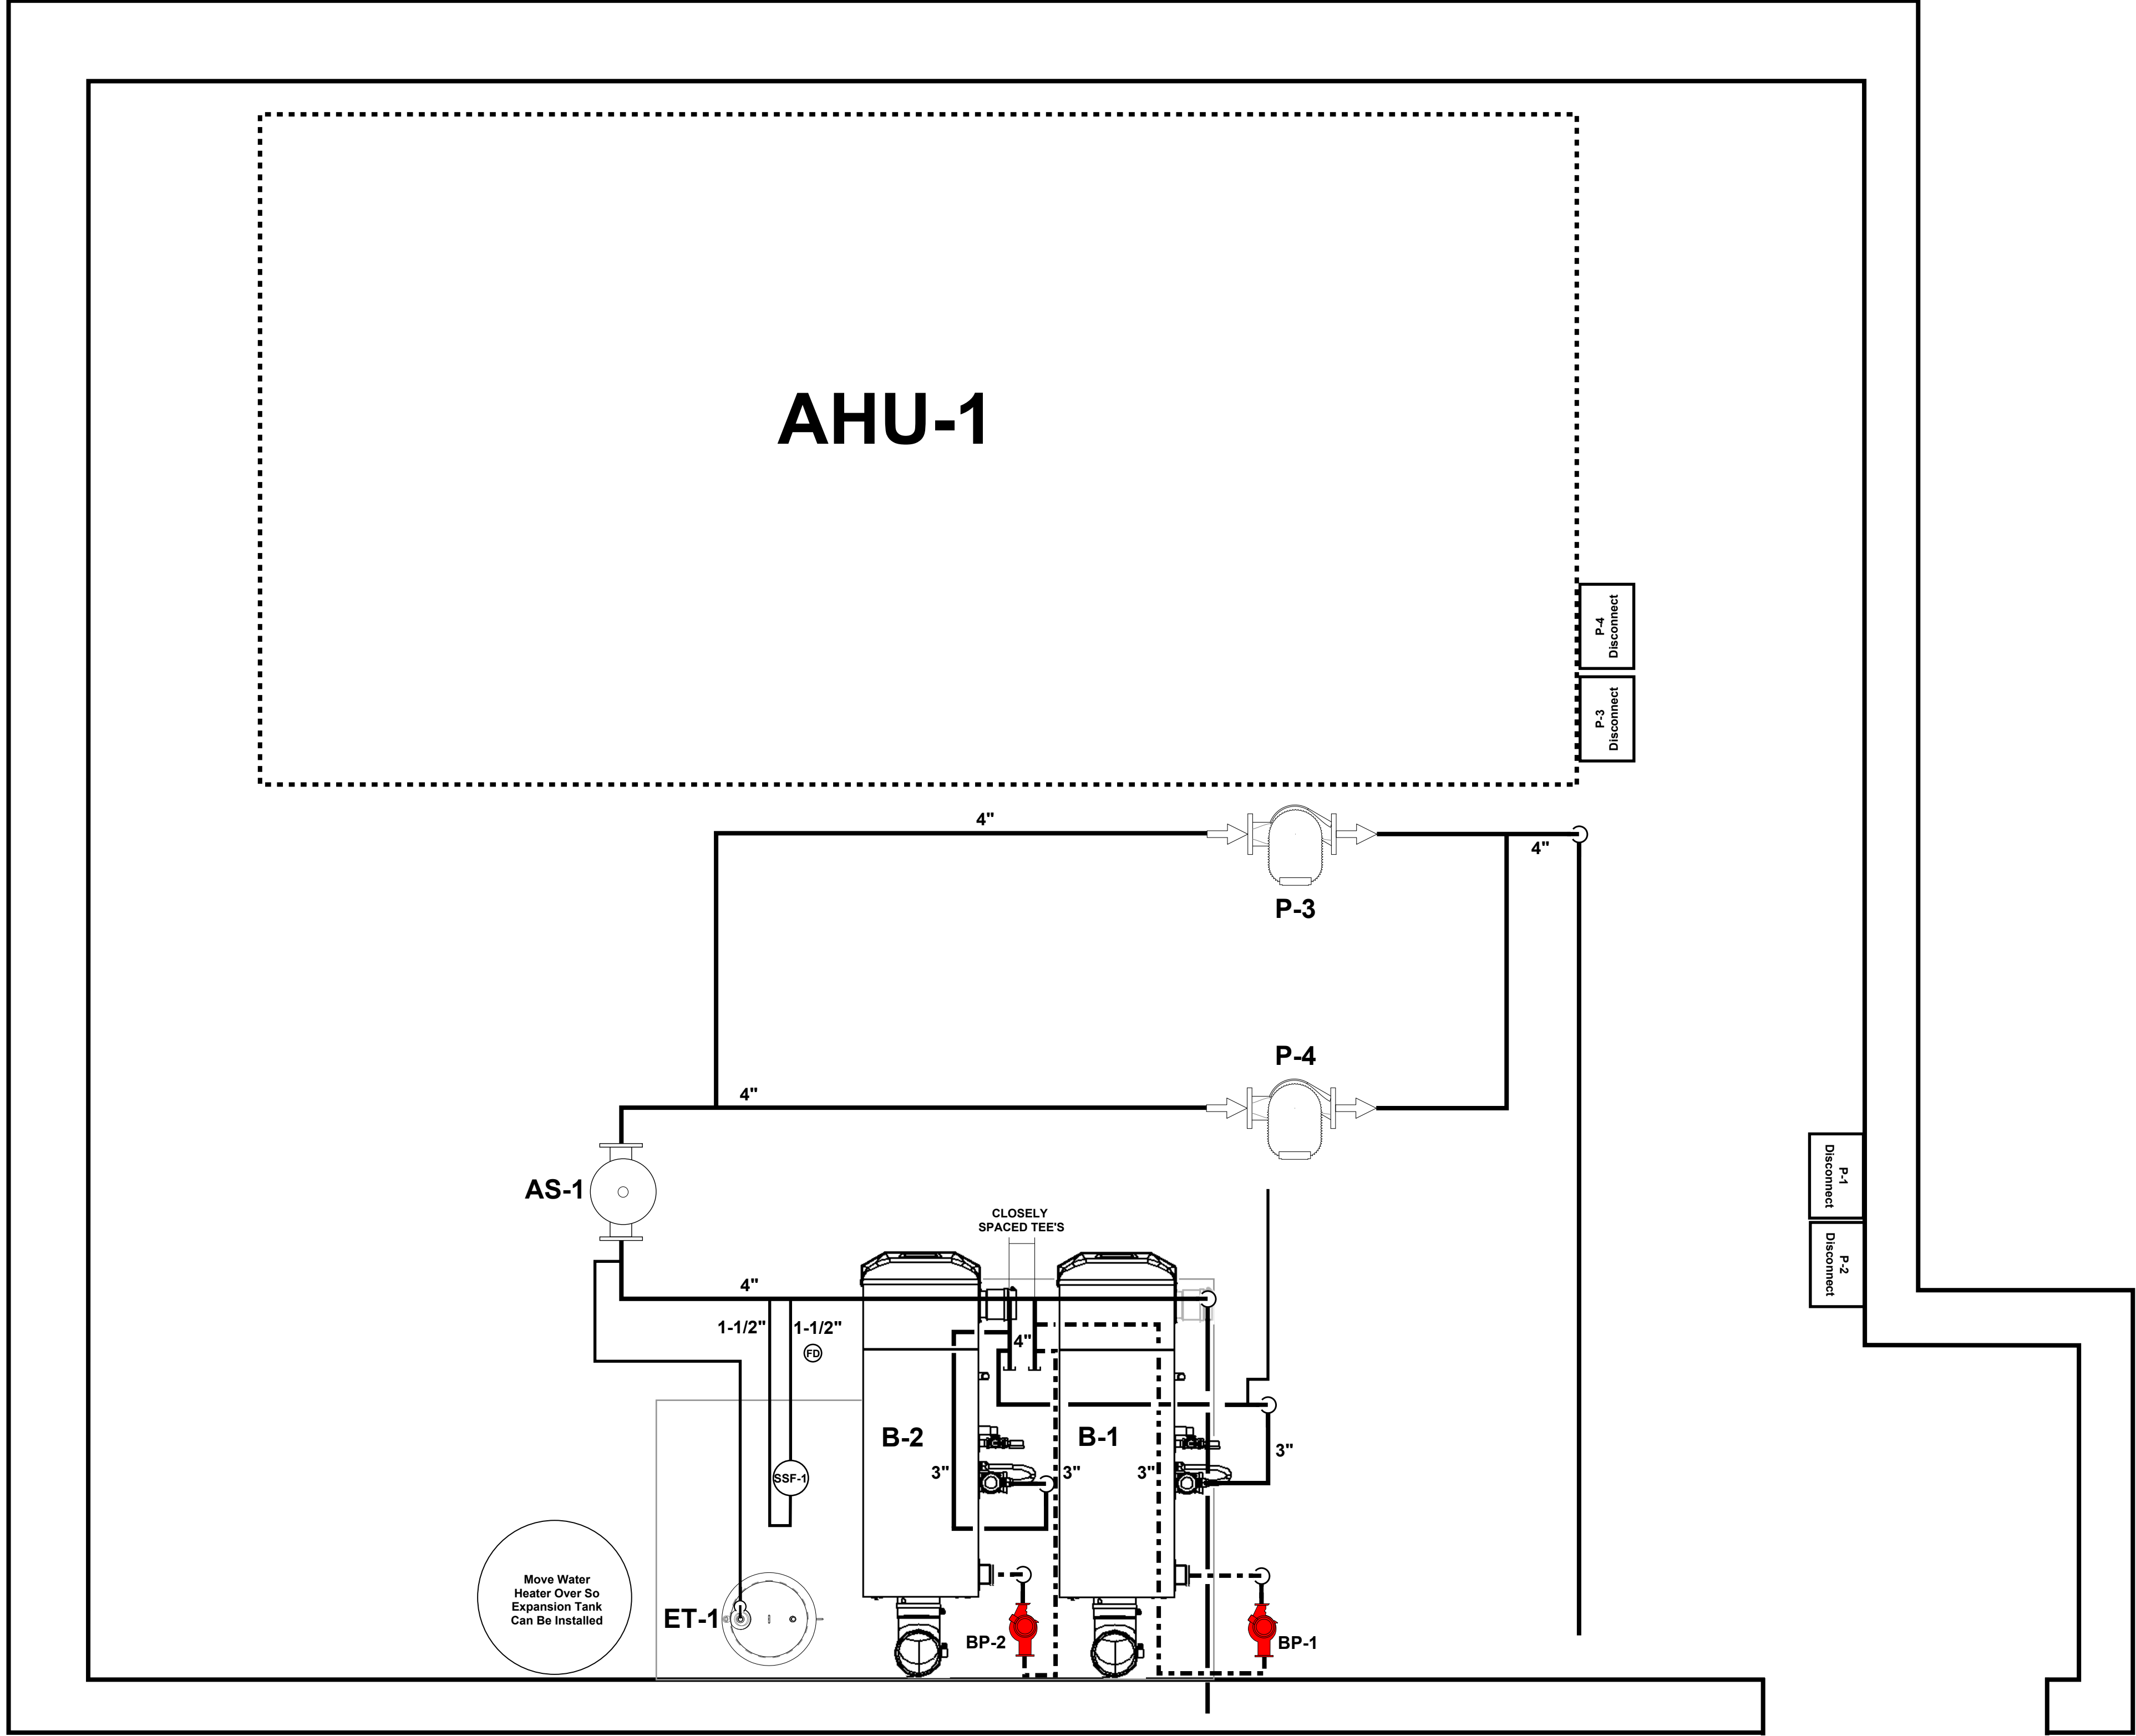 AHU-1
P-4
Disconnect
P-3
Disconnect
4"
4"
P-3
P-4
4"
P-1
Disconnect
AS-1
CLOSELY
SPACED TEE'S
P-2
Disconnect
4"
1-1/2"
1-1/2"
4"
FD
B-2
B-1
3"
3"
3"
3"
SSF-1
Move Water
Heater Over So
Expansion Tank
Can Be Installed
ET-1
BP-2
BP-1